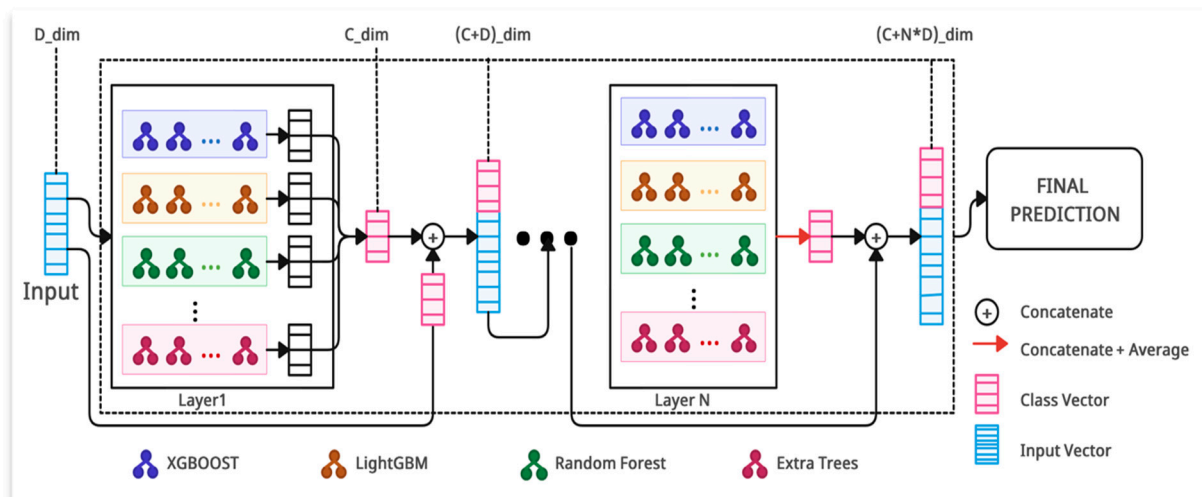 D_dim
C_dim
(C+D)_dim
(C+N*D)_dim
Input
+
+
FINAL
PREDICTION
Layer1
Layer N
+ Concatenate
Concatenate + Average
Class Vector
Input Vector
XGBOOST
LightGBM
Random Forest
Extra Trees